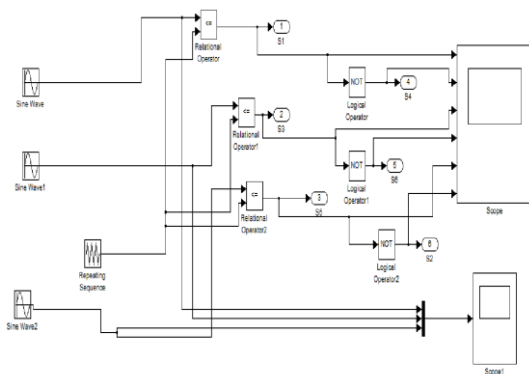 <=
1
S1
Relational
Operator
Sine Wave
NOT
4
S4
Logical
Operator
<=
2
S3
Relational
Operator1
Sine Wave1
NOT
5
S6
Logical
Operator1
<=
3
S5
Relational
Operator2
Scope
NOT
6
S2
Logical
Operator2
Repeating
Sequence
Sine Wave2
Scope1